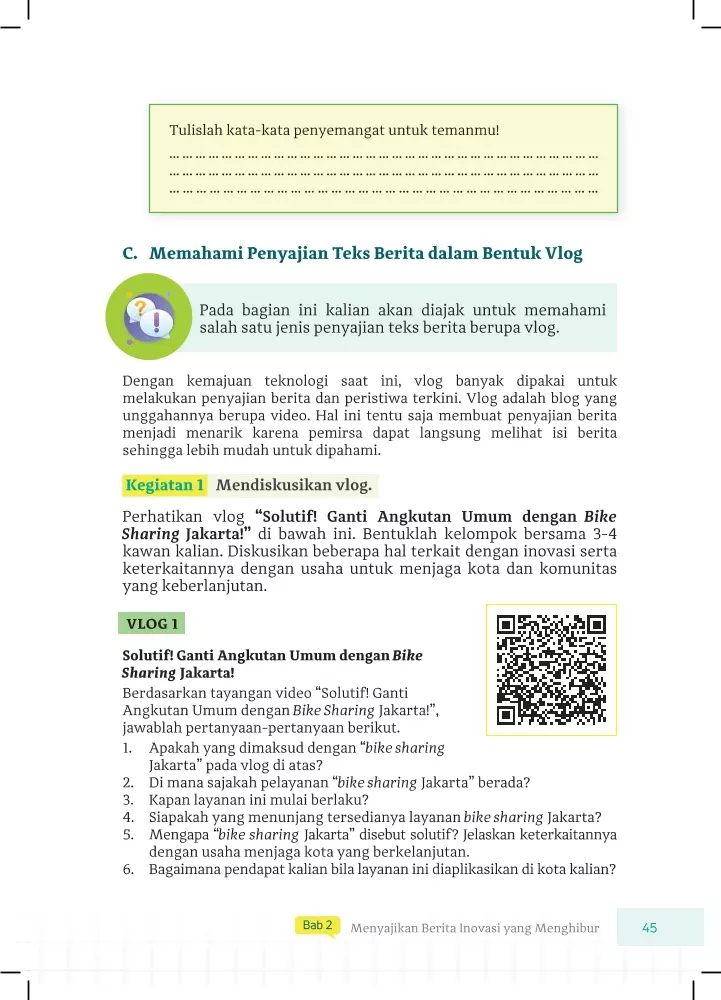 Tulislah kata-kata penyemangat untuk temanmu!
... ... ... ... ... ... ... ... ... ... ... ... ... ... ... ... ... ... ... ... ... ... ... ... ... ... ... ... ... ... ... ... ...
... ... ... ... ... ... ... ... ... ... ... ... ... ... ... ... ... ... ... ... ... ... ... ... ... ... ... ... ... ... ... ... ...
... ... ... ... ... ... ... ... ... ... ... ... ... ... ... ... ... ... ... ... ... ... ... ... ... ... ... ... ... ... ... ...
C. Memahami Penyajian Teks Berita dalam Bentuk Vlog
Pada bagian ini kalian akan diajak untuk memahami
salah satu jenis penyajian teks berita berupa vlog.
Dengan kemajuan teknologi saat ini, vlog banyak dipakai untuk
melakukan penyajian berita dan peristiwa terkini. Vlog adalah blog yang
unggahannya berupa video. Hal ini tentu saja membuat penyajian berita
menjadi menarik karena pemirsa dapat langsung melihat isi berita
sehingga lebih mudah untuk dipahami.
Kegiatan 1 Mendiskusikan vlog.
Perhatikan vlog “Solutif! Ganti Angkutan Umum dengan Bike
Sharing Jakarta!” di bawah ini. Bentuklah kelompok bersama 3-4
kawan kalian. Diskusikan beberapa hal terkait dengan inovasi serta
keterkaitannya dengan usaha untuk menjaga kota dan komunitas
yang keberlanjutan.
VLOG 1
Solutif! Ganti Angkutan Umum dengan Bike
Sharing Jakarta!
Berdasarkan tayangan video “Solutif! Ganti
Angkutan Umum dengan Bike Sharing Jakarta!”,
jawablah pertanyaan-pertanyaan berikut.
1. Apakah yang dimaksud dengan “bike sharing
Jakarta” pada vlog di atas?
2. Di mana sajakah pelayanan “bike sharing Jakarta” berada?
3. Kapan layanan ini mulai berlaku?
4. Siapakah yang menunjang tersedianya layanan bike sharing Jakarta?
5. Mengapa “bike sharing Jakarta” disebut solutif? Jelaskan keterkaitannya
dengan usaha menjaga kota yang berkelanjutan.
6. Bagaimana pendapat kalian bila layanan ini diaplikasikan di kota kalian?
Bab 2 Menyajikan Berita Inovasi yang Menghibur 45